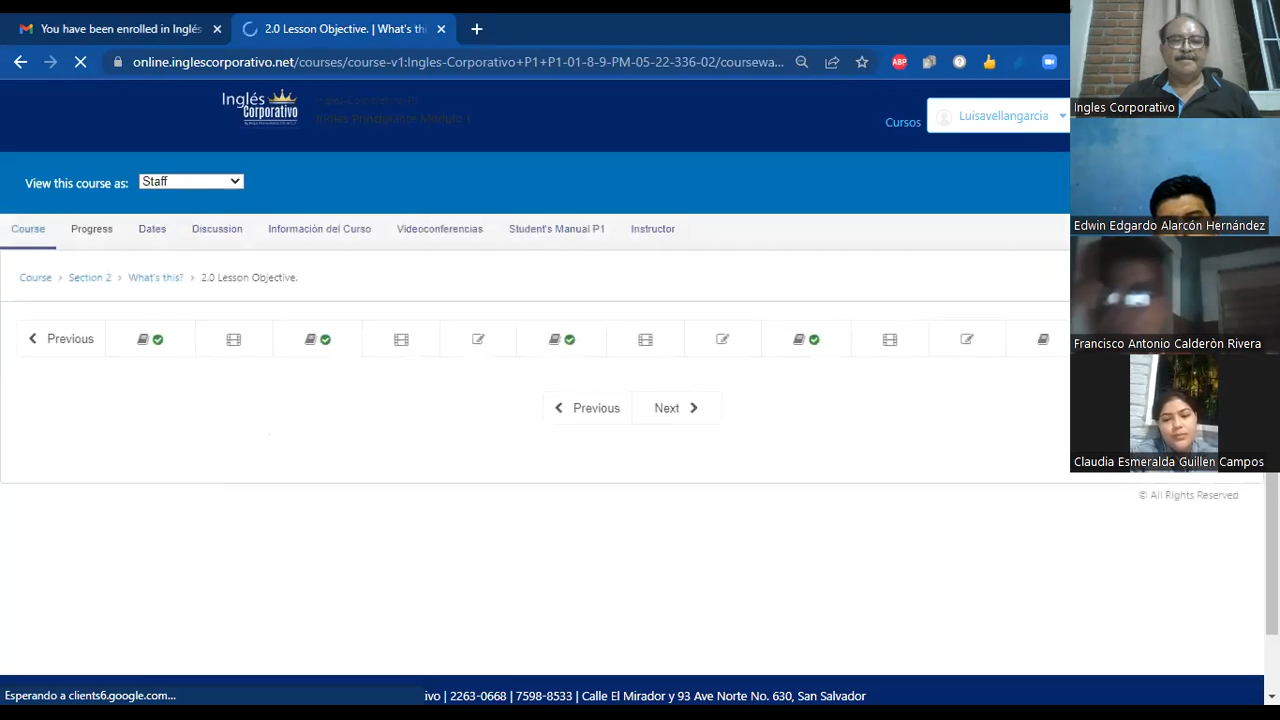 You have been enrolled in Inglés
2.0 Lesson Objective. | What's thi
online.inglescorporativo.net/courses/course-v1:Ingles-Corporativo+P1+P1-01-8-9-PM-05-22-336-02/coursewa...
ABP
Inglés
Corporativo
Ingles Principiante Modulo 1
Cursos
Luisavellangarcia
View this course as:
Staff
Course
Progress
Dates
Discussion
Información del Curso
Videoconferencias
Student's Manual P1
Instructor
Course > Section 2 > What's this? > 2.0 Lesson Objective.
Previous
Previous
Next
© All Rights Reserved
Esperando a clients6.google.com...
ivo | 2263-0668 | 7598-8533 | Calle El Mirador y 93 Ave Norte No. 630, San Salvador
Ingles Corporativo
Edwin Edgardo Alarcón Hernández
Francisco Antonio Calderòn Rivera
Claudia Esmeralda Guillen Campos